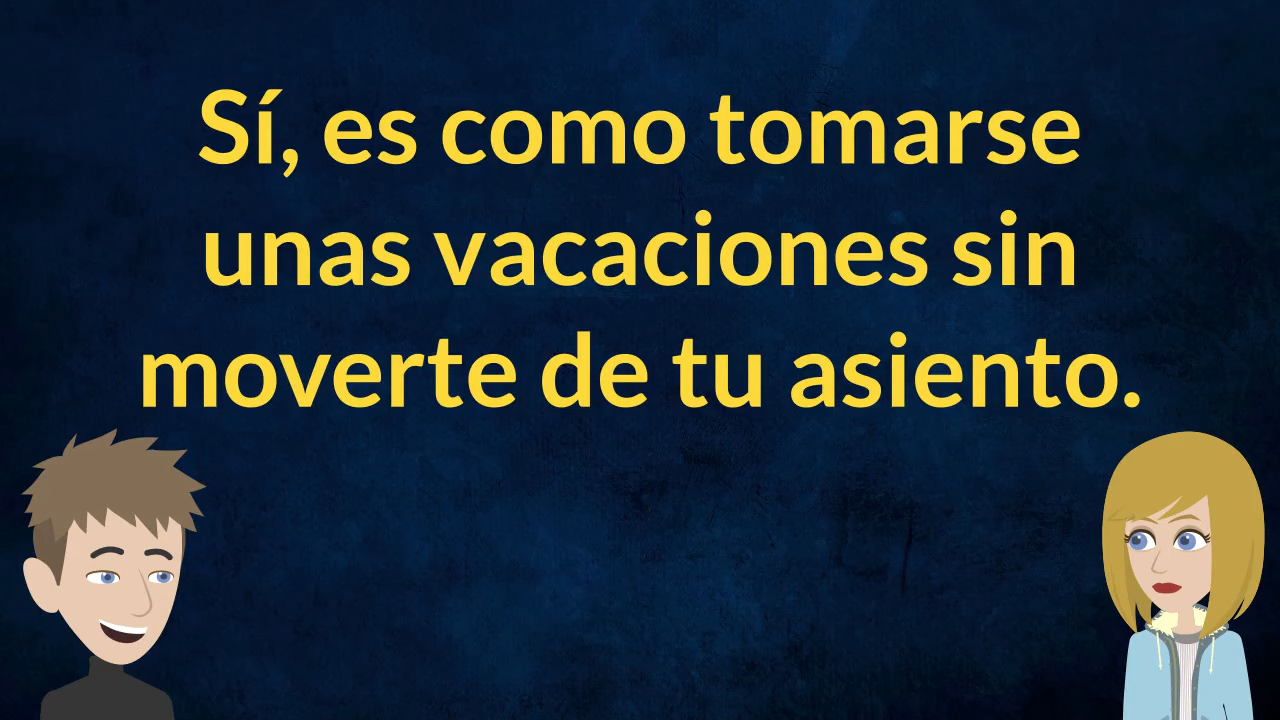 Sí, es como tomarse
unas vacaciones sin
moverte de tu asiento.